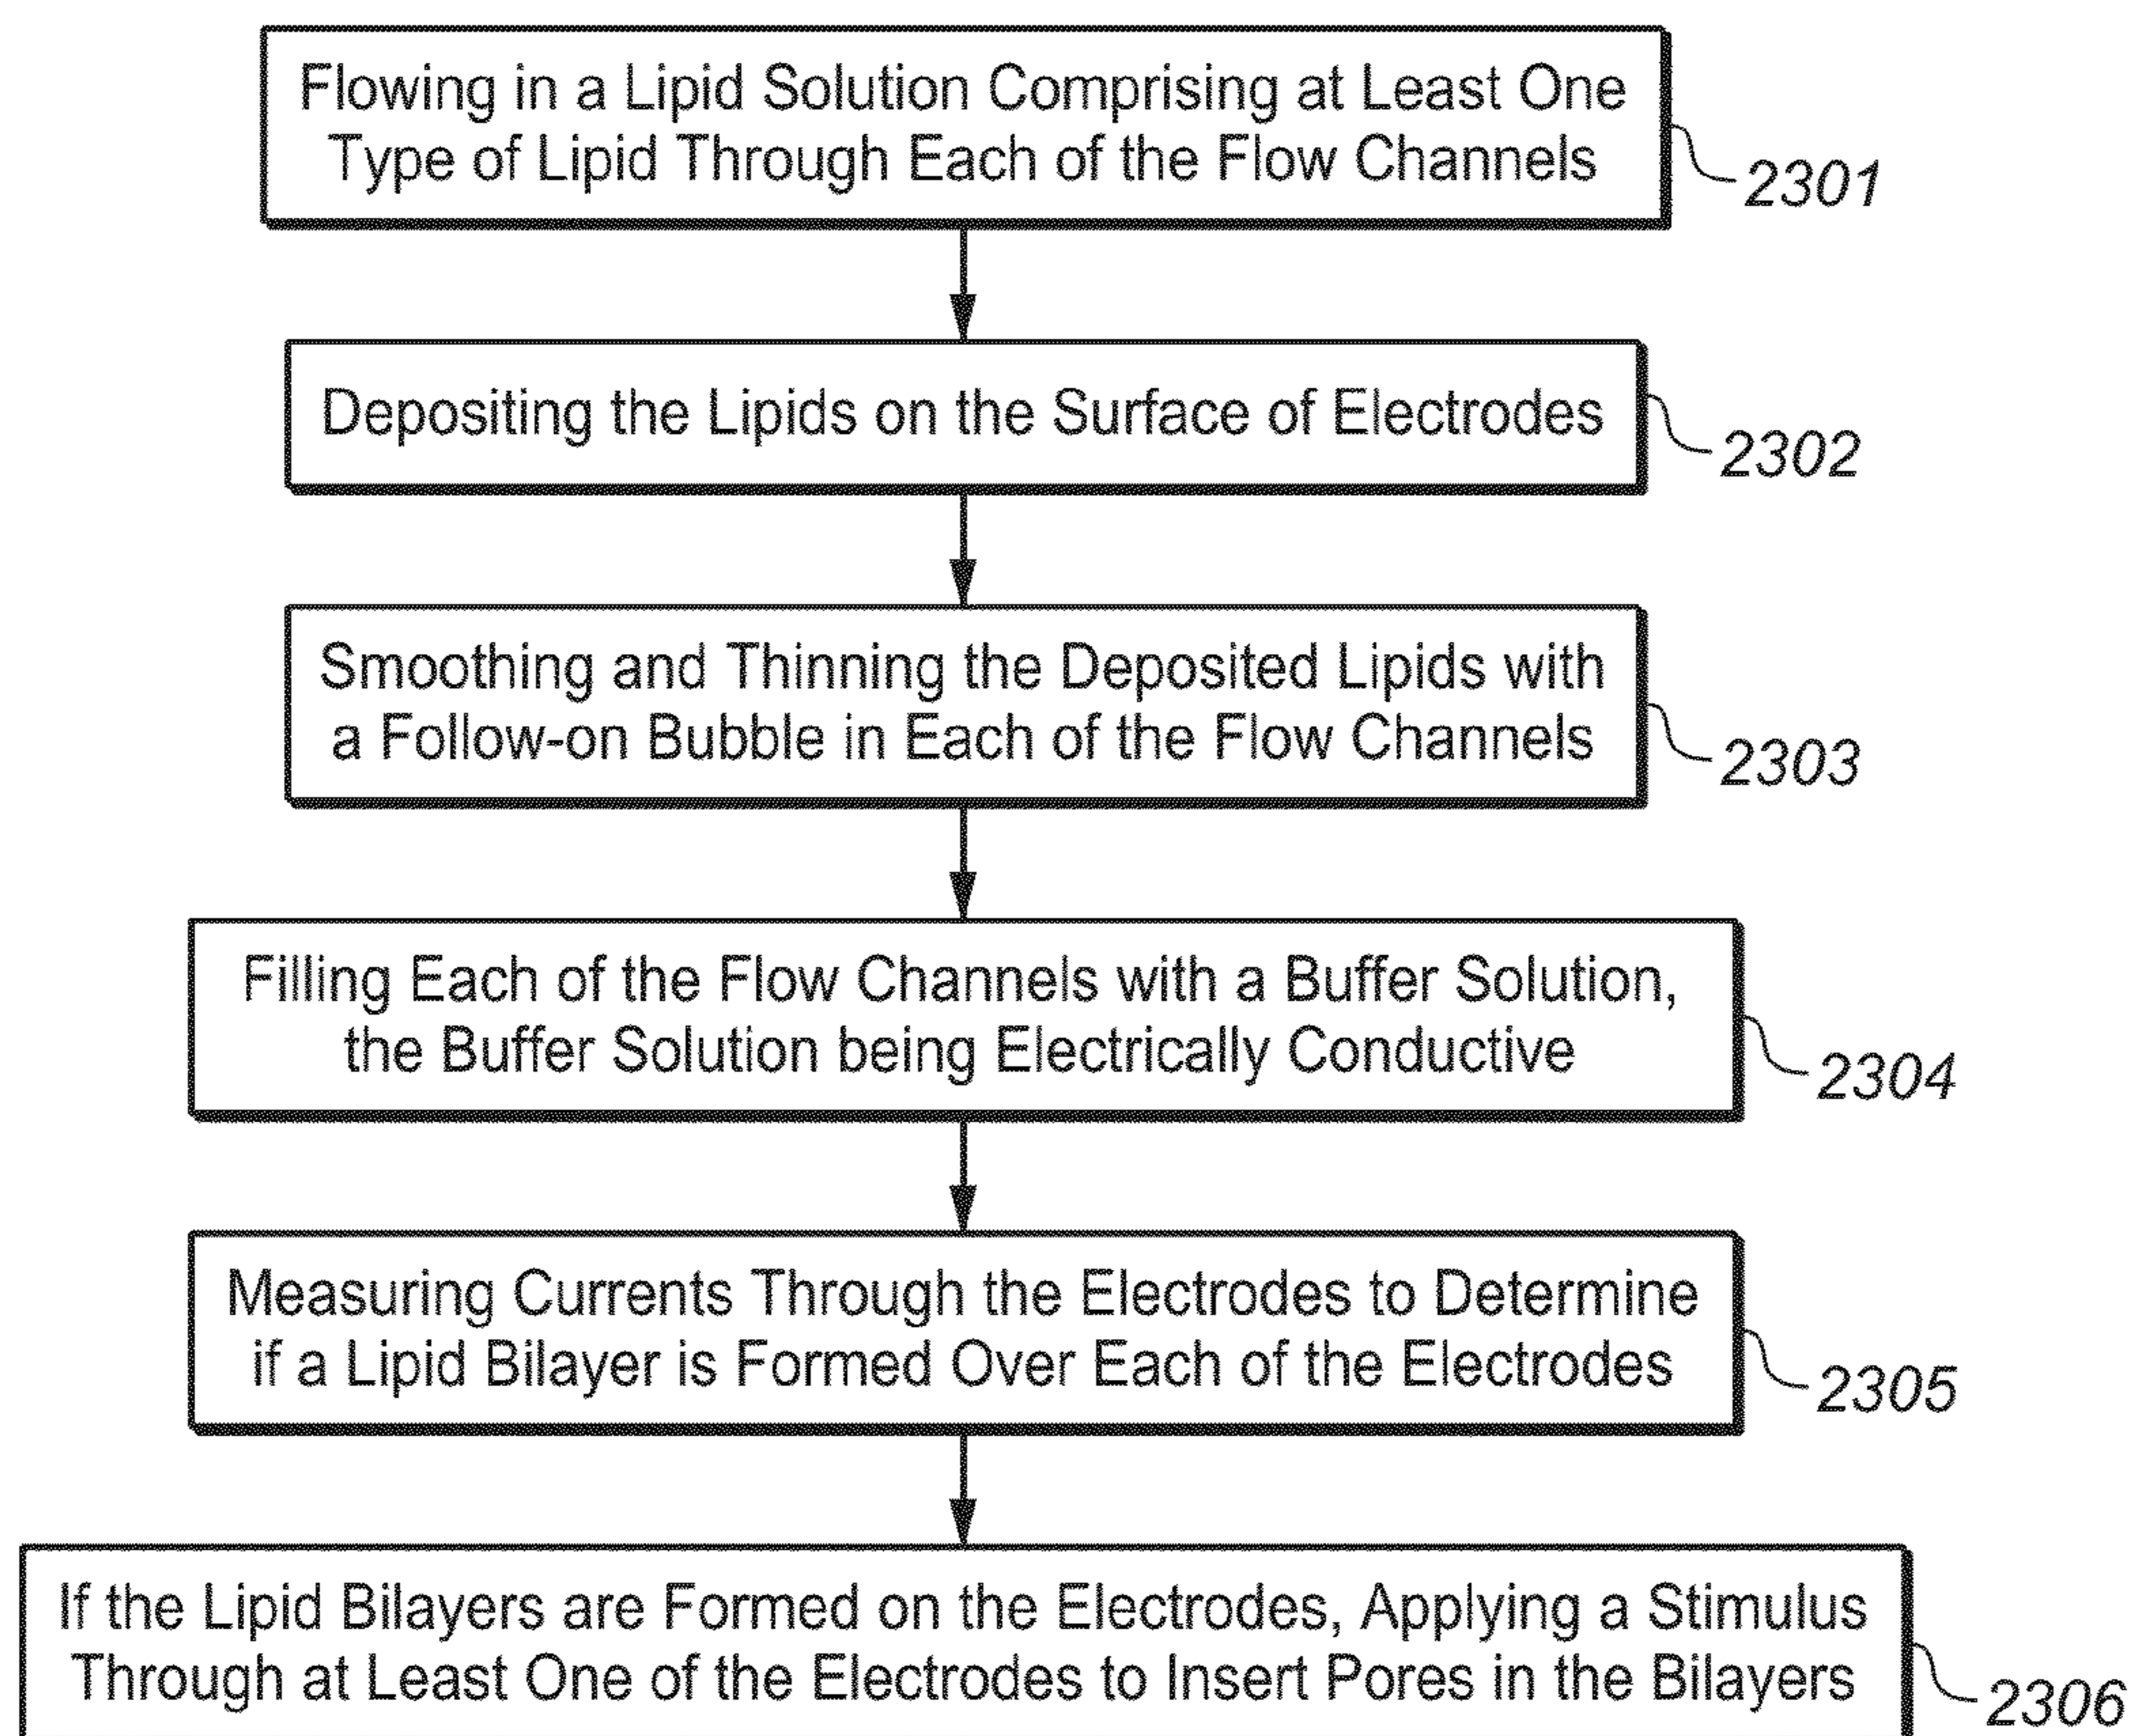 Flowing in a Lipid Solution Comprising at Least One
Type of Lipid Through Each of the Flow Channels
2301
Depositing the Lipids on the Surface of Electrodes
2302
Smoothing and Thinning the Deposited Lipids with
a Follow-on Bubble in Each of the Flow Channels
2303
Filling Each of the Flow Channels with a Buffer Solution,
the Buffer Solution being Electrically Conductive
2304
Measuring Currents Through the Electrodes to Determine
if a Lipid Bilayer is Formed Over Each of the Electrodes
2305
If the Lipid Bilayers are Formed on the Electrodes, Applying a Stimulus
Through at Least One of the Electrodes to Insert Pores in the Bilayers
2306